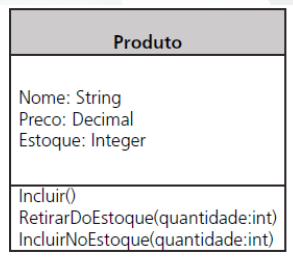 Produto
Nome: String
Preco: Decimal
Estoque: Integer
Incluir()
RetirarDoEstoque(quantidade:int)
IncluirNoEstoque(quantidade:int)